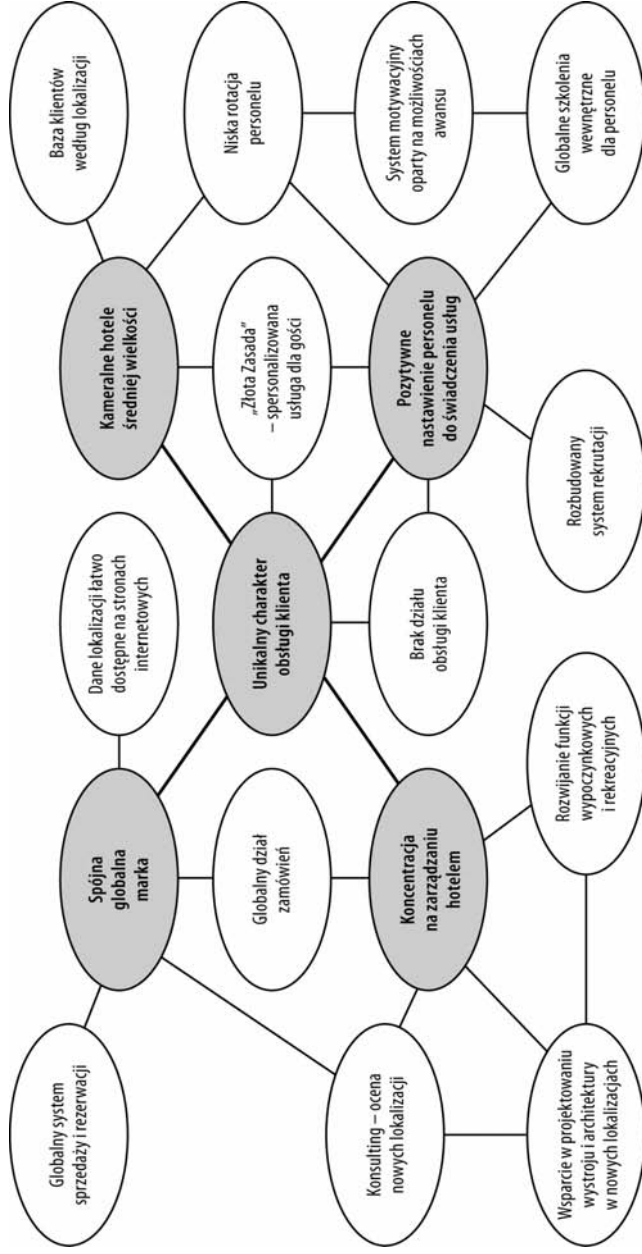 Globalny system
sprzedaży i rezerwacji
Spójna
globalna
marka
Dane lokalizacji łatwo
dostępne na stronach
internetowych
Kameralne hotele
średniej wielkości
Baza klientów
według lokalizacji
Globalny dział
zamówień
Unikalny charakter
obsługi klienta
„Złota Zasada”
– spersonalizowana
usługa dla gości
Niska rotacja
personelu
Konsulting – ocena
nowych lokalizacji
Koncentracja
na zarządzaniu
hotelem
Brak działu
obsługi klienta
Pozytywne
nastawienie personelu
do świadczenia usług
System motywacyjny
oparty na możliwościach
awansu
Wsparcie w projektowaniu
wystroju i architektury
w nowych lokalizacjach
Rozwijanie funkcji
wypoczynkowych
i rekreacyjnych
Rozbudowany
system rekrutacji
Globalne szkolenia
wewnętrzne
dla personelu